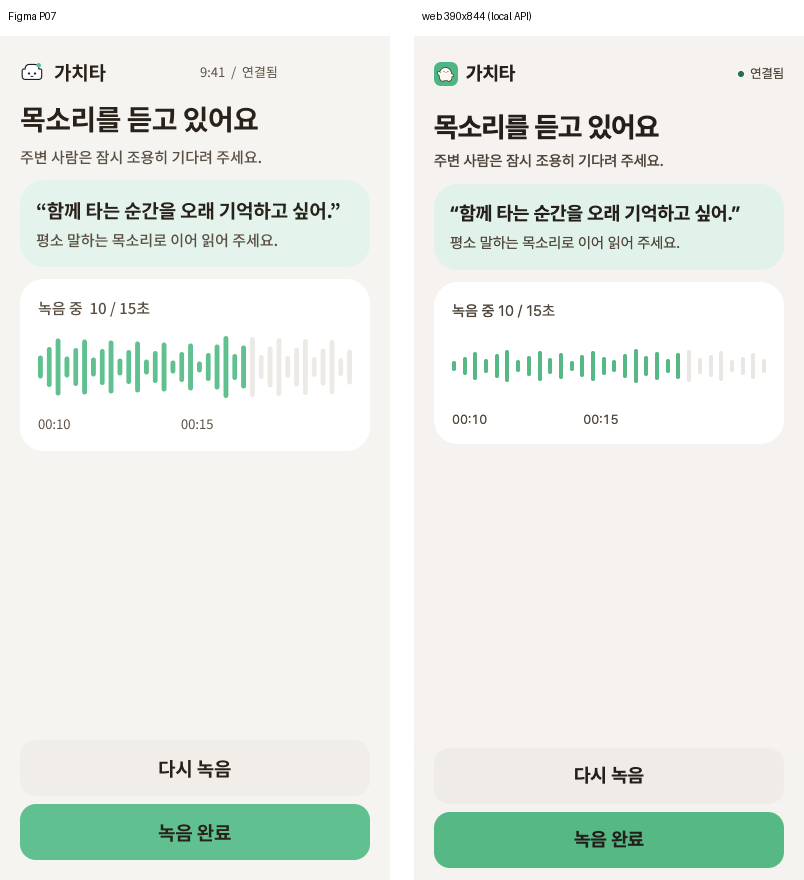 Figma P07
web 390x844 (local API)
가치타
9:41 / 연결됨
목소리를 듣고 있어요
주변 사람은 잠시 조용히 기다려 주세요.
“함께 타는 순간을 오래 기억하고 싶어.”
평소 말하는 목소리로 이어 읽어 주세요.
녹음 중 10 / 15초
00:10
00:15
다시 녹음
녹음 완료
가치타
연결됨
목소리를 듣고 있어요
주변 사람은 잠시 조용히 기다려 주세요.
“함께 타는 순간을 오래 기억하고 싶어.”
평소 말하는 목소리로 이어 읽어 주세요.
녹음 중 10 / 15초
00:10
00:15
다시 녹음
녹음 완료